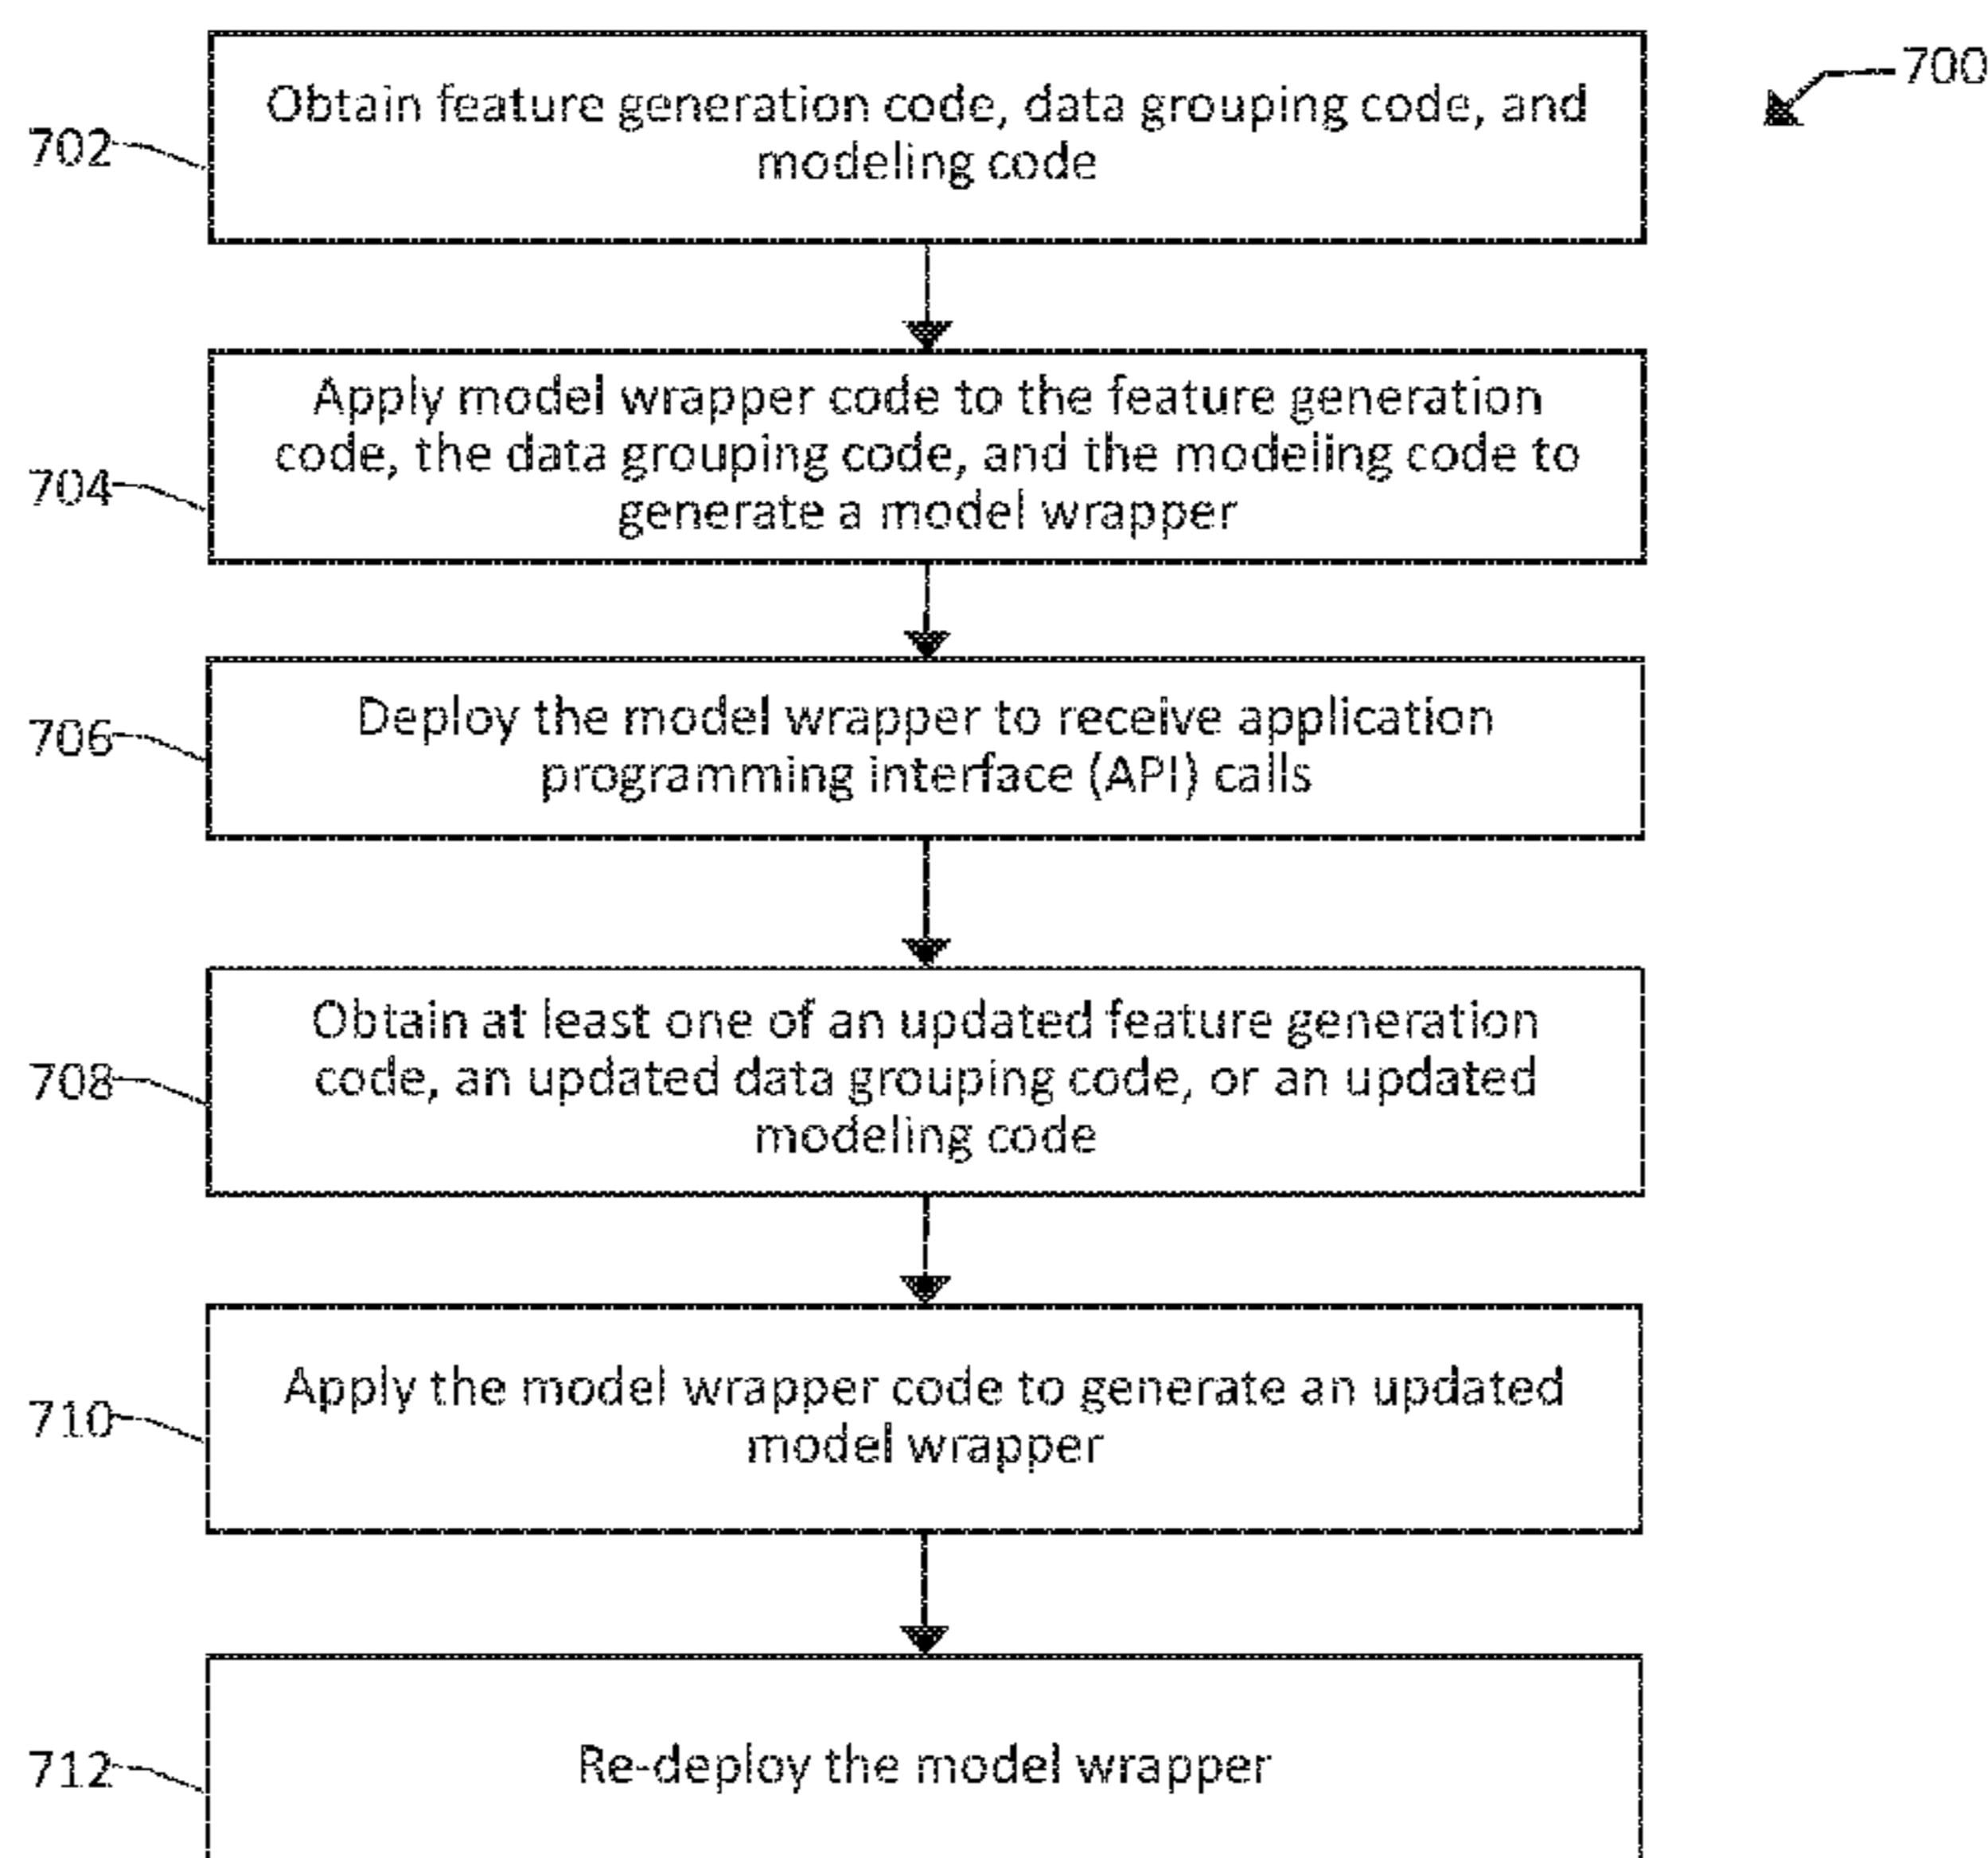 700
702
Obtain feature generation code, data grouping code, and
modeling code
704
Apply model wrapper code to the feature generation
code, the data grouping code, and the modeling code to
generate a model wrapper
706
Deploy the model wrapper to receive application
programming interface (API) calls
708
Obtain at least one of an updated feature generation
code, an updated data grouping code, or an updated
modeling code
710
Apply the model wrapper code to generate an updated
model wrapper
712
Re-deploy the model wrapper